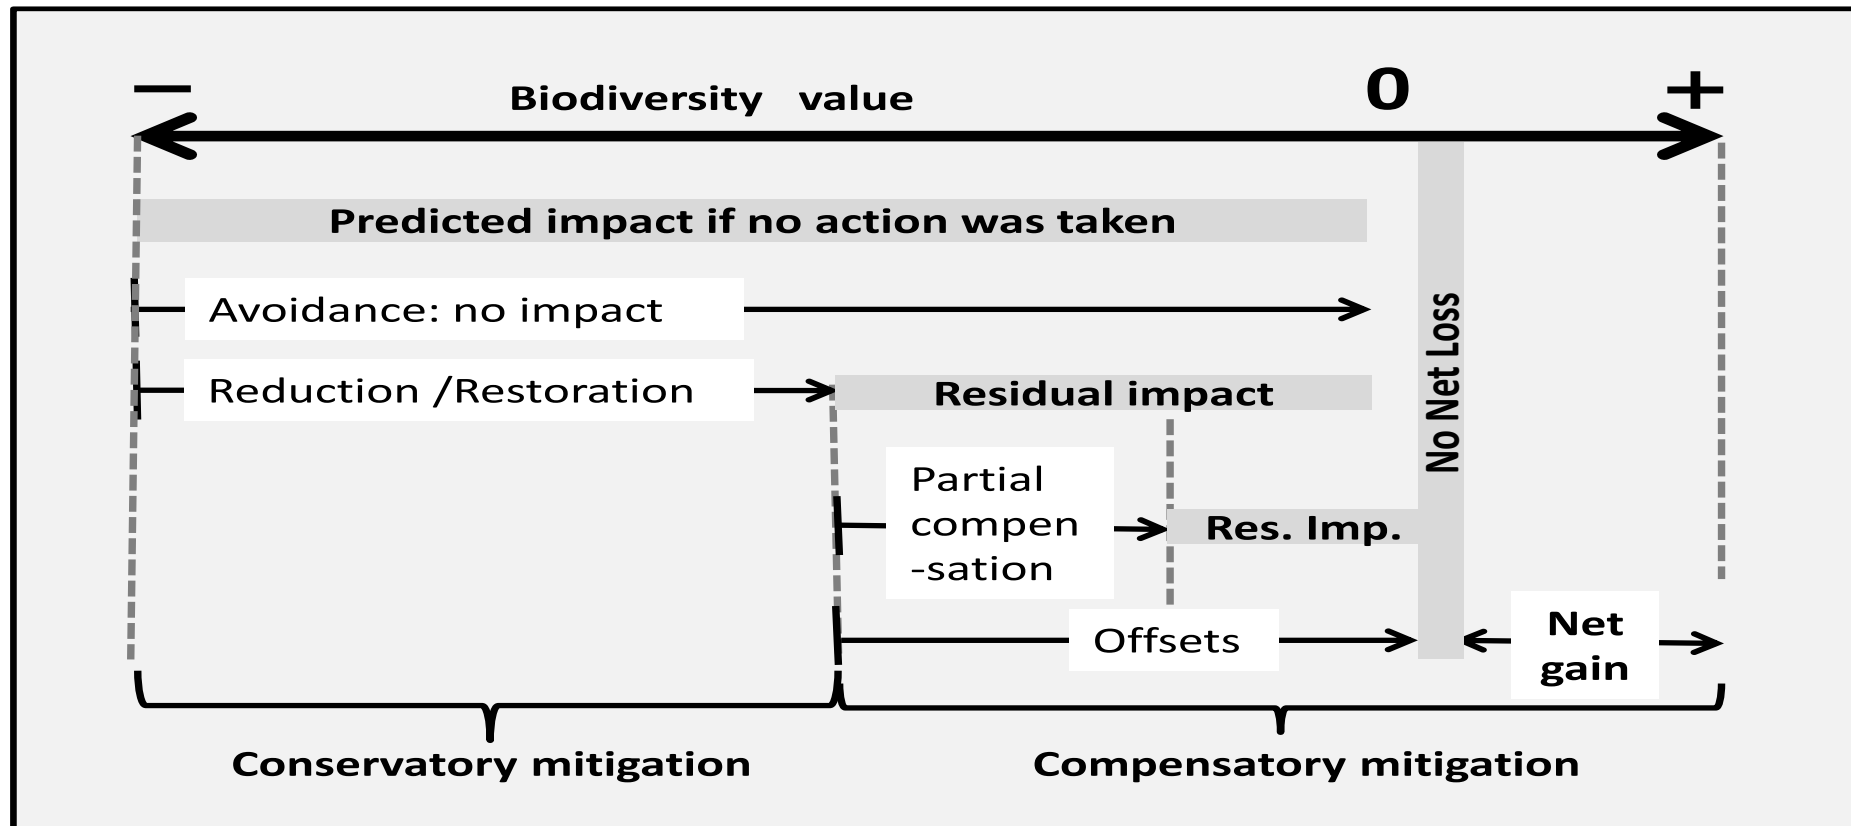 — 0 +
Biodiversity value
Predicted impact if no action was taken
Avoidance: no impact
Reduction /Restoration
Residual impact
No Net Loss
Partial
compen
-sation
Res. Imp.
Offsets
Net
gain
Conservatory mitigation
Compensatory mitigation